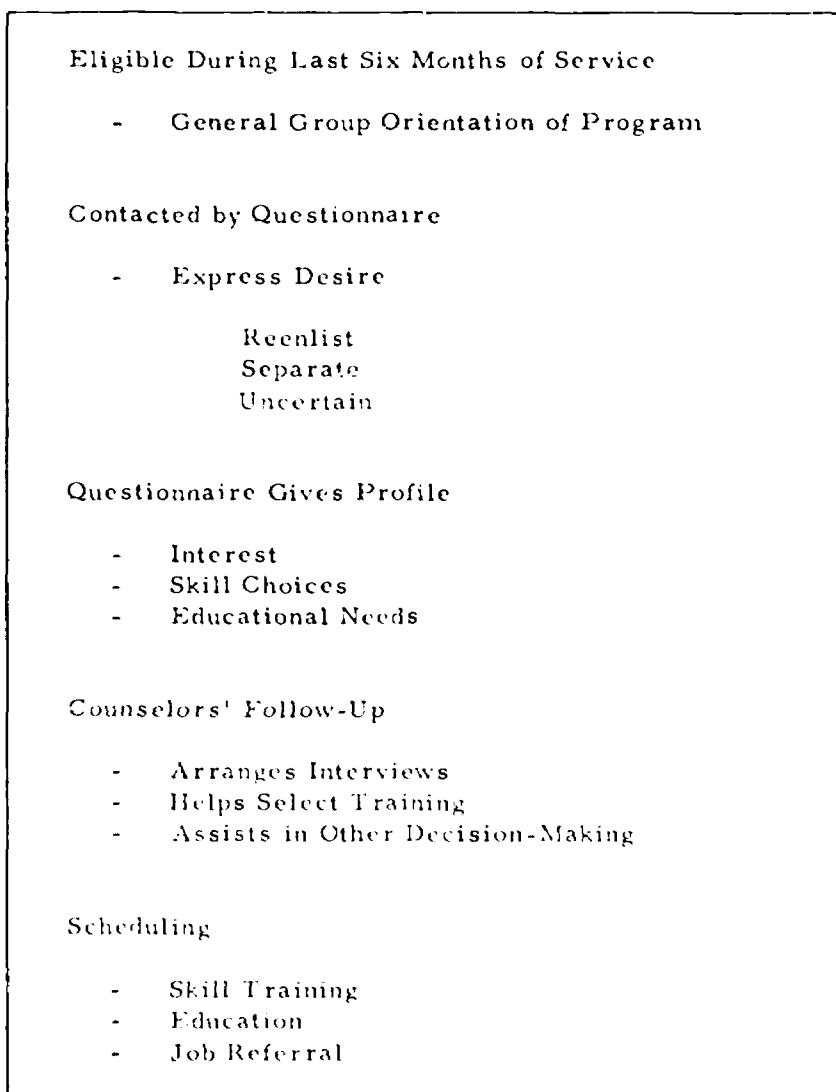 Eligible During Last Six Months of Service
- General Group Orientation of Program
Contacted by Questionnaire
- Express Desire
Reenlist
Separate
Uncertain
Questionnaire Gives Profile
- Interest
- Skill Choices
- Educational Needs
Counselors' Follow-Up
- Arranges Interviews
- Helps Select Training
- Assists in Other Decision-Making
Scheduling
- Skill Training
- Education
- Job Referral